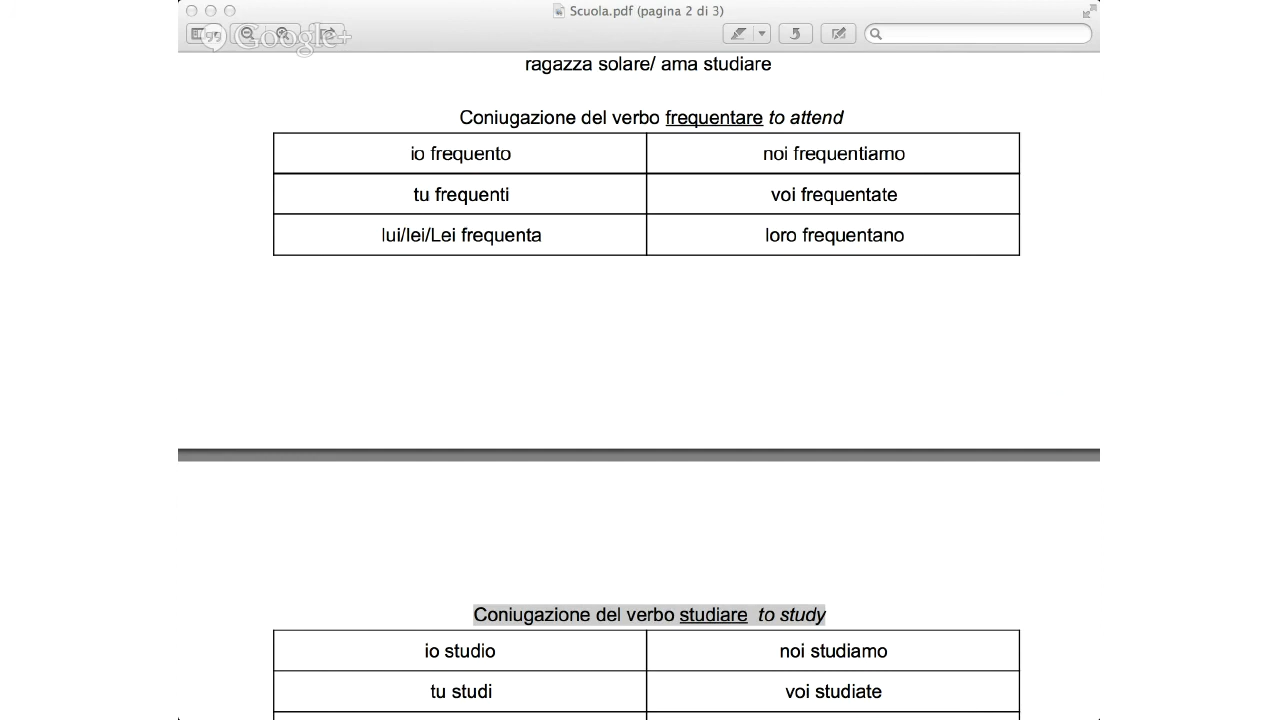 Scuola.pdf (pagina 2 di 3)
Google+
ragazza solare/ ama studiare
Coniugazione del verbo frequentare to attend
io frequento noi frequentiamo
tu frequenti voi frequentate
lui/lei/Lei frequenta loro frequentano
Coniugazione del verbo studiare to study
io studio noi studiamo
tu studi voi studiate